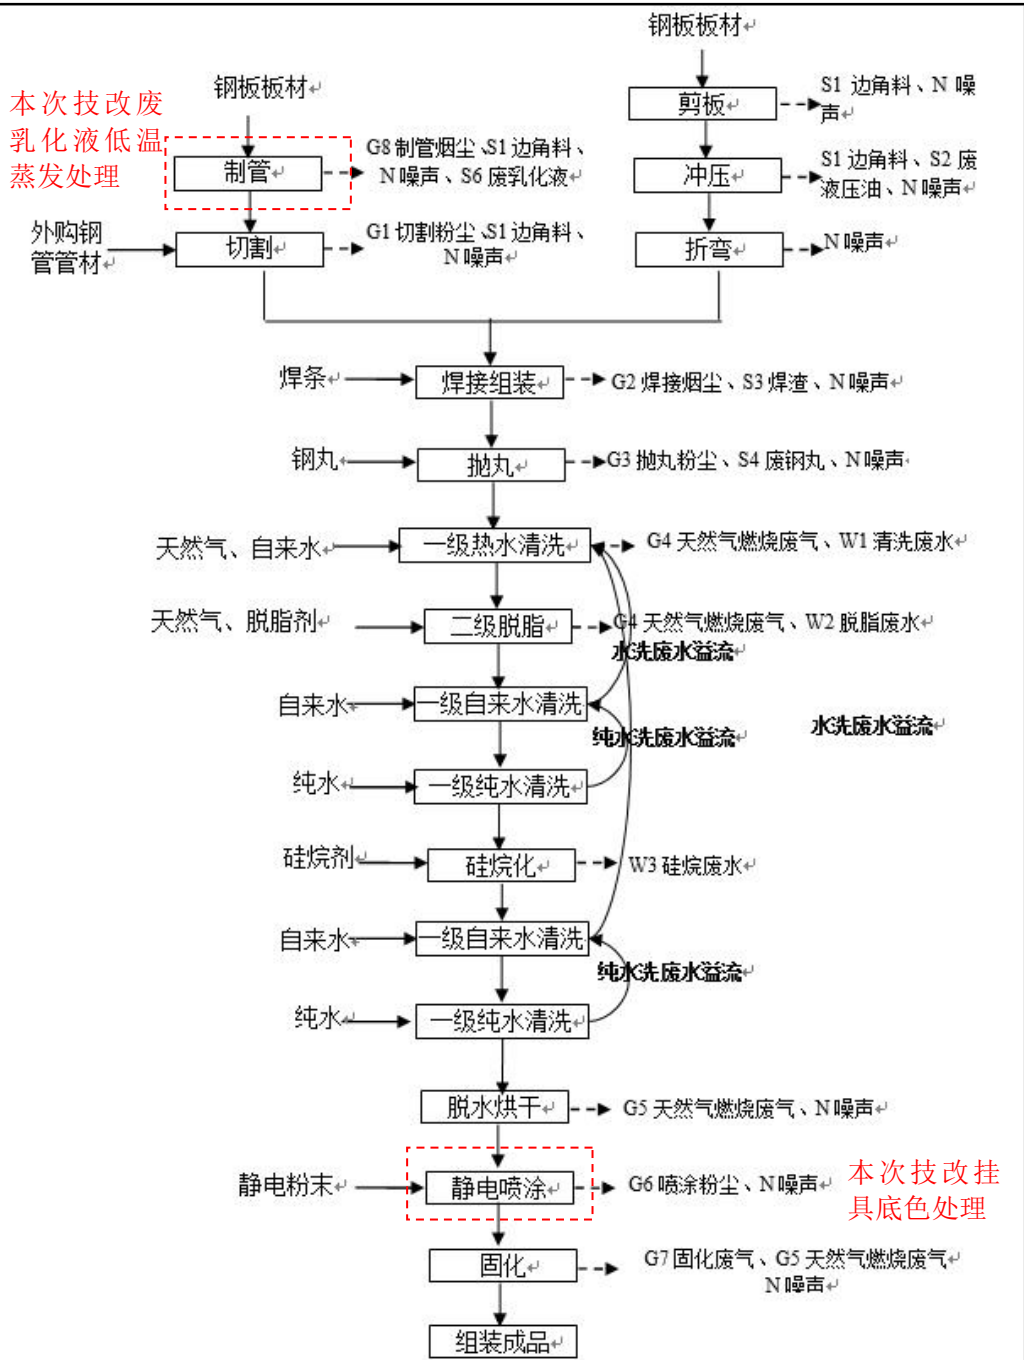 钢板板材
钢板板材
本次技改废
乳化液低温
蒸发处理
剪板
S1 边角料、N 噪
声
制管
G8 制管烟尘、S1 边角料、
N 噪声、S6 废乳化液
冲压
S1 边角料、S2 废
液压油、N 噪声
外购钢
管管材
切割
G1 切割粉尘、S1 边角料、
N 噪声
折弯
N 噪声
焊条
焊接组装
G2 焊接烟尘、S3 焊渣、N 噪声
钢丸
抛丸
G3 抛丸粉尘、S4 废钢丸、N 噪声
天然气、自来水
一级热水清洗
G4 天然气燃烧废气、W1 清洗废水
天然气、脱脂剂
二级脱脂
G4 天然气燃烧废气、W2 脱脂废水
水洗废水溢流
自来水
一级自来水清洗
纯水洗废水溢流
水洗废水溢流
纯水
一级纯水清洗
硅烷剂
硅烷化
W3 硅烷废水
自来水
一级自来水清洗
纯水洗废水溢流
纯水
一级纯水清洗
脱水烘干
G5 天然气燃烧废气、N 噪声
静电粉末
静电喷涂
G6 喷涂粉尘、N 噪声
本次技改挂
具底色处理
固化
G7 固化废气、G5 天然气燃烧废气
N 噪声
组装成品